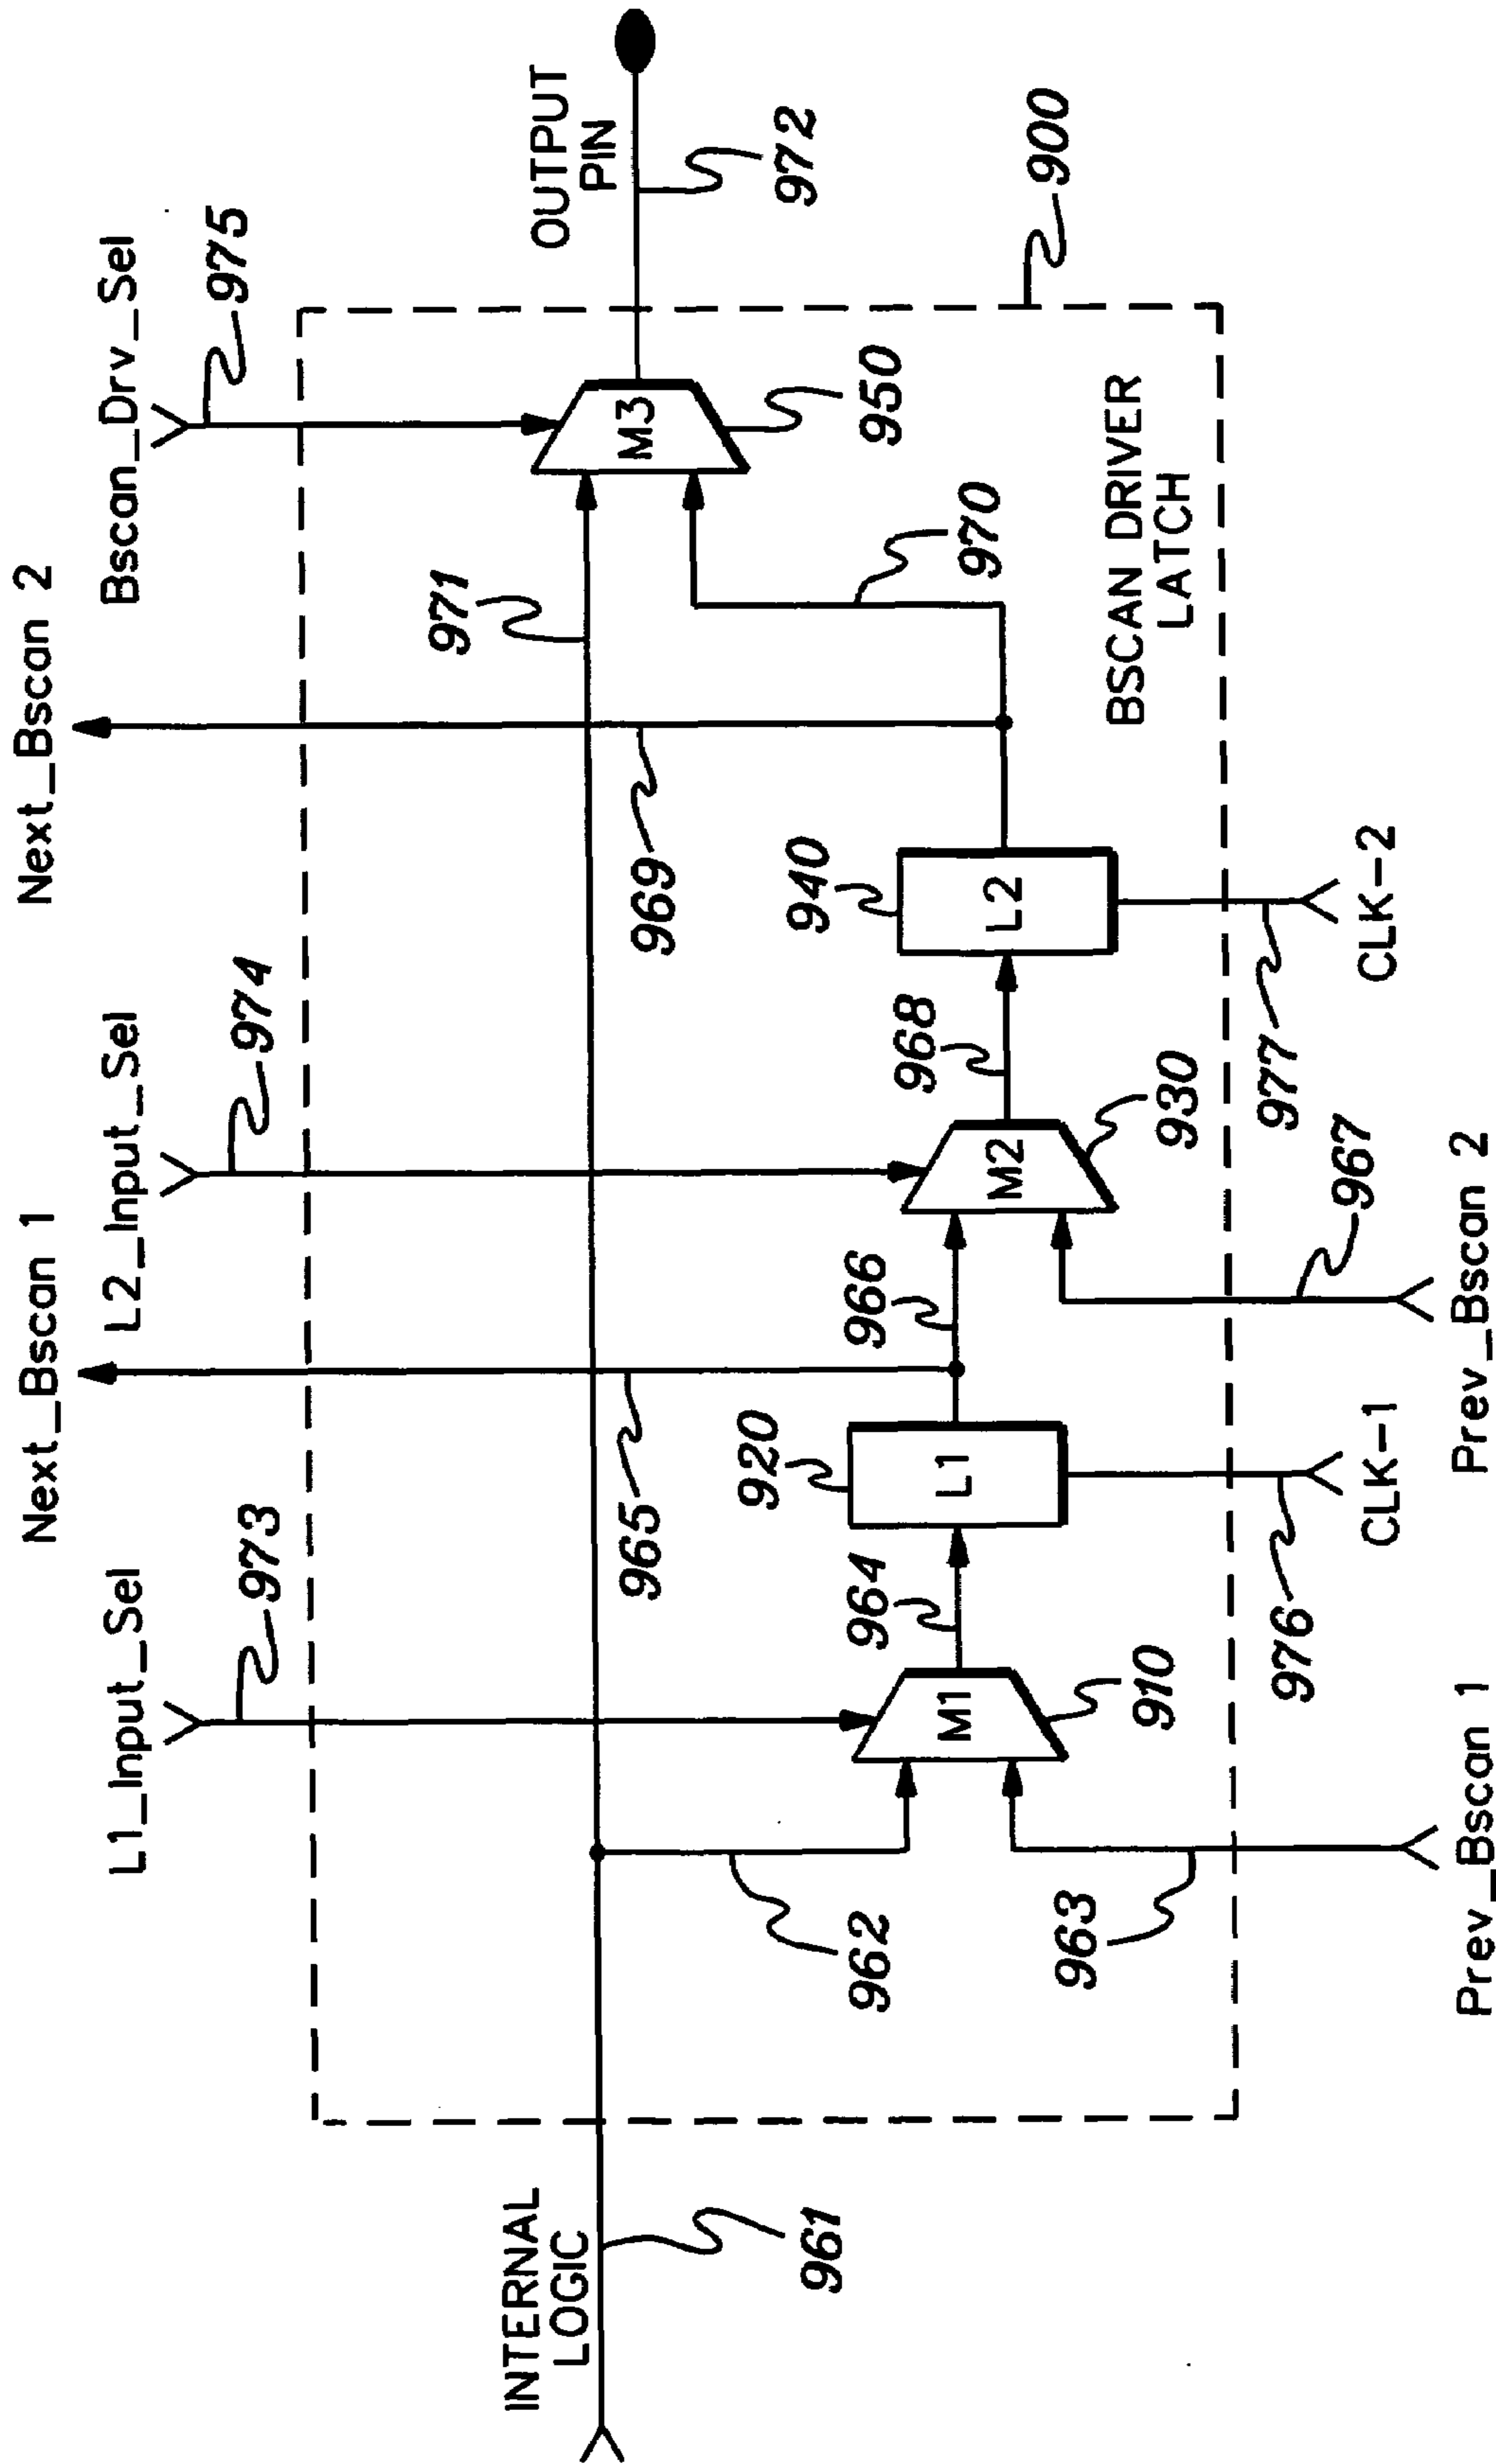 Next_Bscan 1
Next_Bscan 2
L1_Input_Sel
L2_Input_Sel
Bscan_Drv_Sel
973
974
975
INTERNAL
LOGIC
961
971
OUTPUT
PIN
972
965
969
M3
950
962
M1
910
964
920
L1
966
M2
930
968
940
L2
970
963
BSCAN DRIVER
LATCH
900
976
967
977
CLK-1
CLK-2
Prev_Bscan 1
Prev_Bscan 2